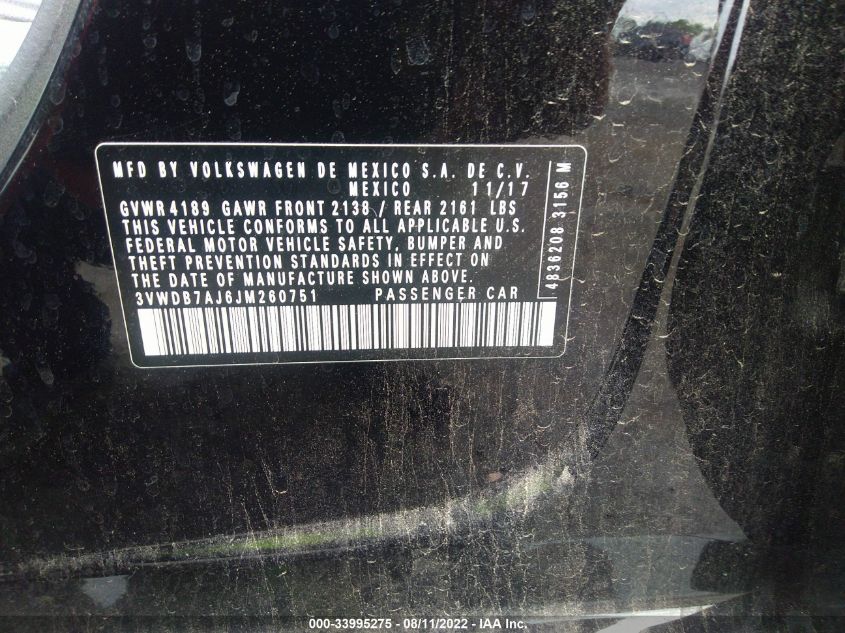 MFD BY VOLKSWAGEN DE MEXICO S.A. DE C.V.
MEXICO 11/17
GVWR 4189 GAWR FRONT 2138 / REAR 2161 LBS
THIS VEHICLE CONFORMS TO ALL APPLICABLE U.S.
FEDERAL MOTOR VEHICLE SAFETY, BUMPER AND
THEFT PREVENTION STANDARDS IN EFFECT ON
THE DATE OF MANUFACTURE SHOWN ABOVE.
3VWDB7AJ6JM260751 PASSENGER CAR
4836208 3156 M
000-33995275 - 08/11/2022 - IAA Inc.